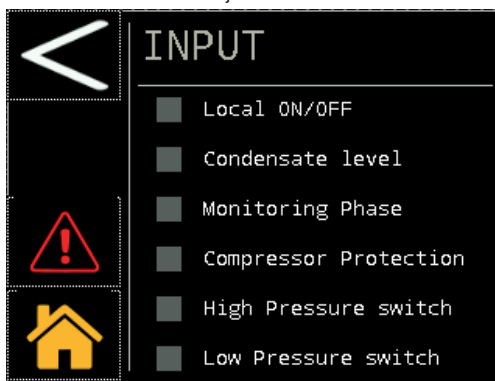 INPUT
Local ON/OFF
Condensate level
Monitoring Phase
Compressor Protection
High Pressure switch
Low Pressure switch